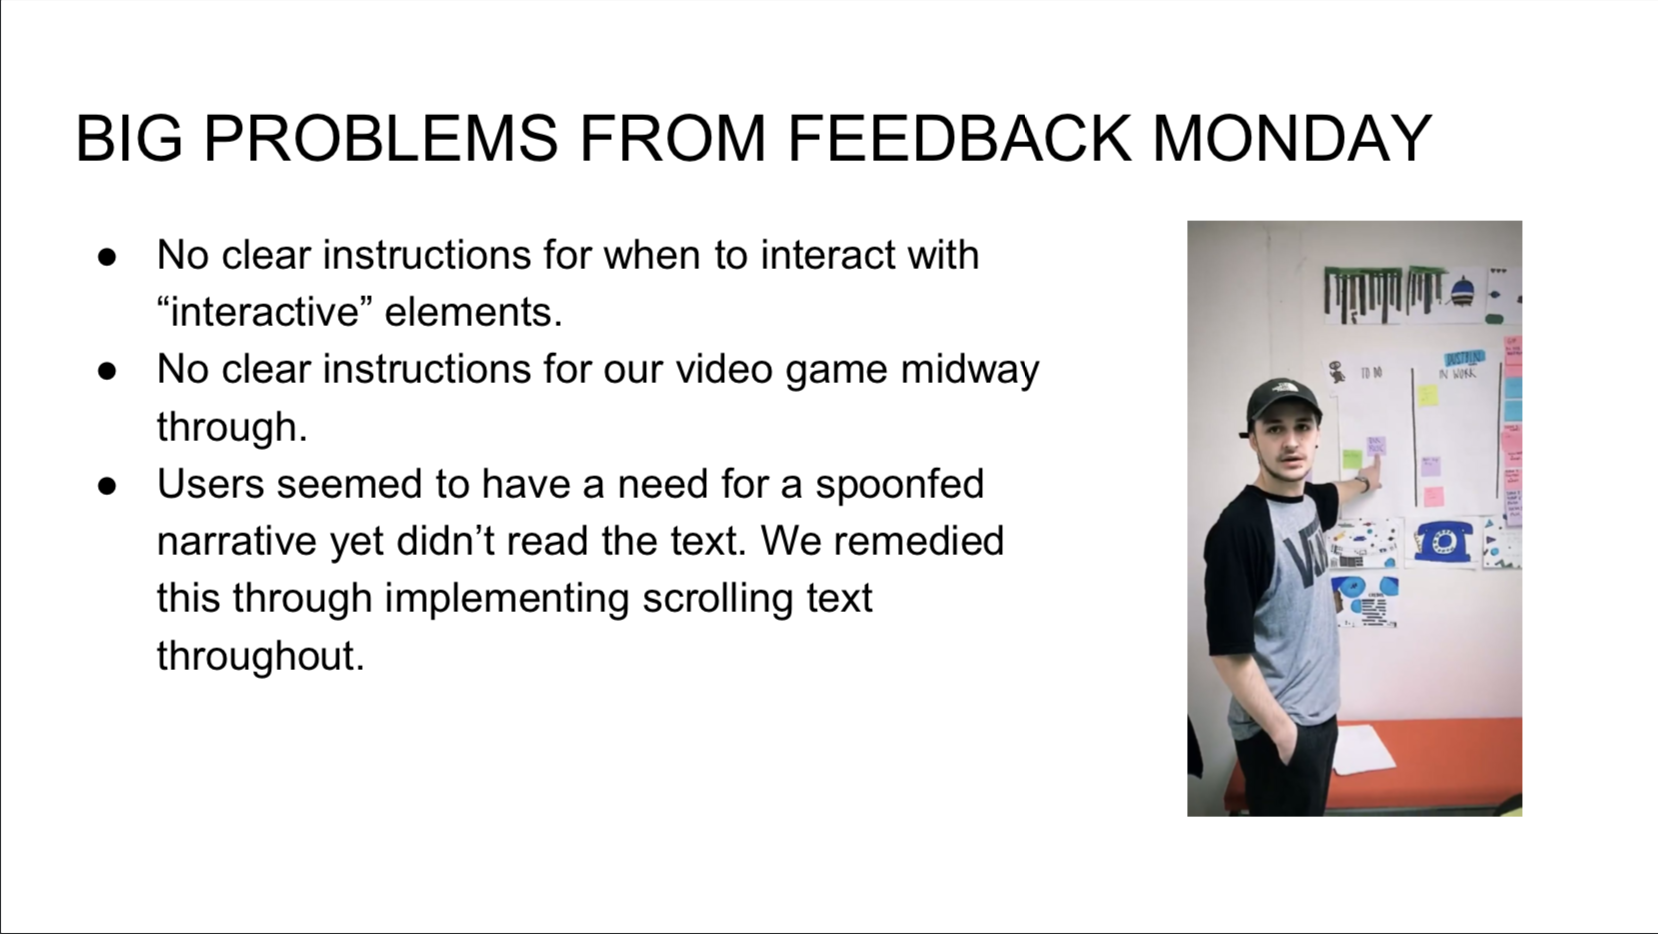 BIG PROBLEMS FROM FEEDBACK MONDAY
● No clear instructions for when to interact with
“interactive” elements.
● No clear instructions for our video game midway
through.
● Users seemed to have a need for a spoonfed
narrative yet didn’t read the text. We remedied
this through implementing scrolling text
throughout.
TO DO
IN WORK